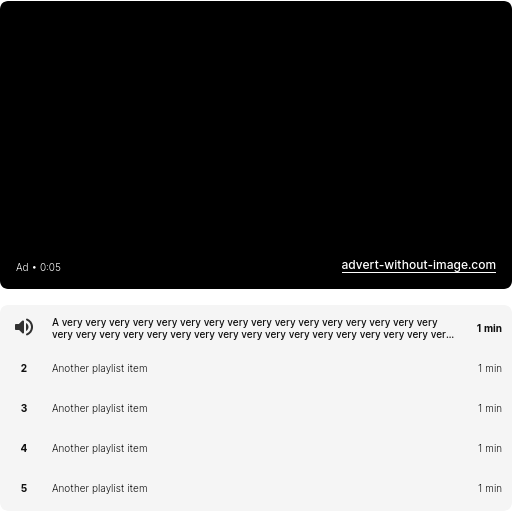 Ad • 0:05
advert-without-image.com
A very very very very very very very very very very very very very very very very
very very very very very very very very very very very very very very very very ver...
1 min
2 Another playlist item 1 min
3 Another playlist item 1 min
4 Another playlist item 1 min
5 Another playlist item 1 min